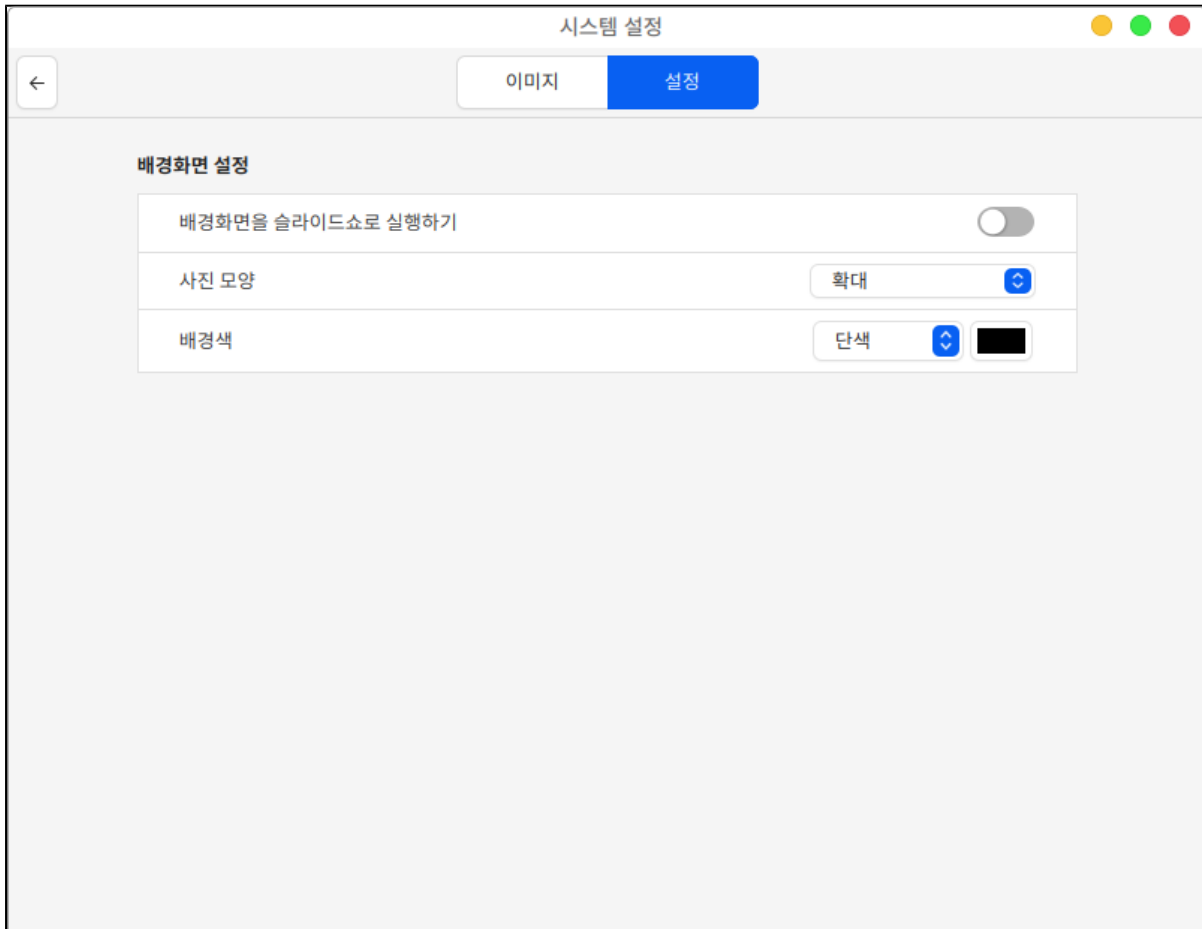 시스템 설정
이미지 설정
배경화면 설정
배경화면을 슬라이드쇼로 실행하기
사진 모양 확대
배경색 단색